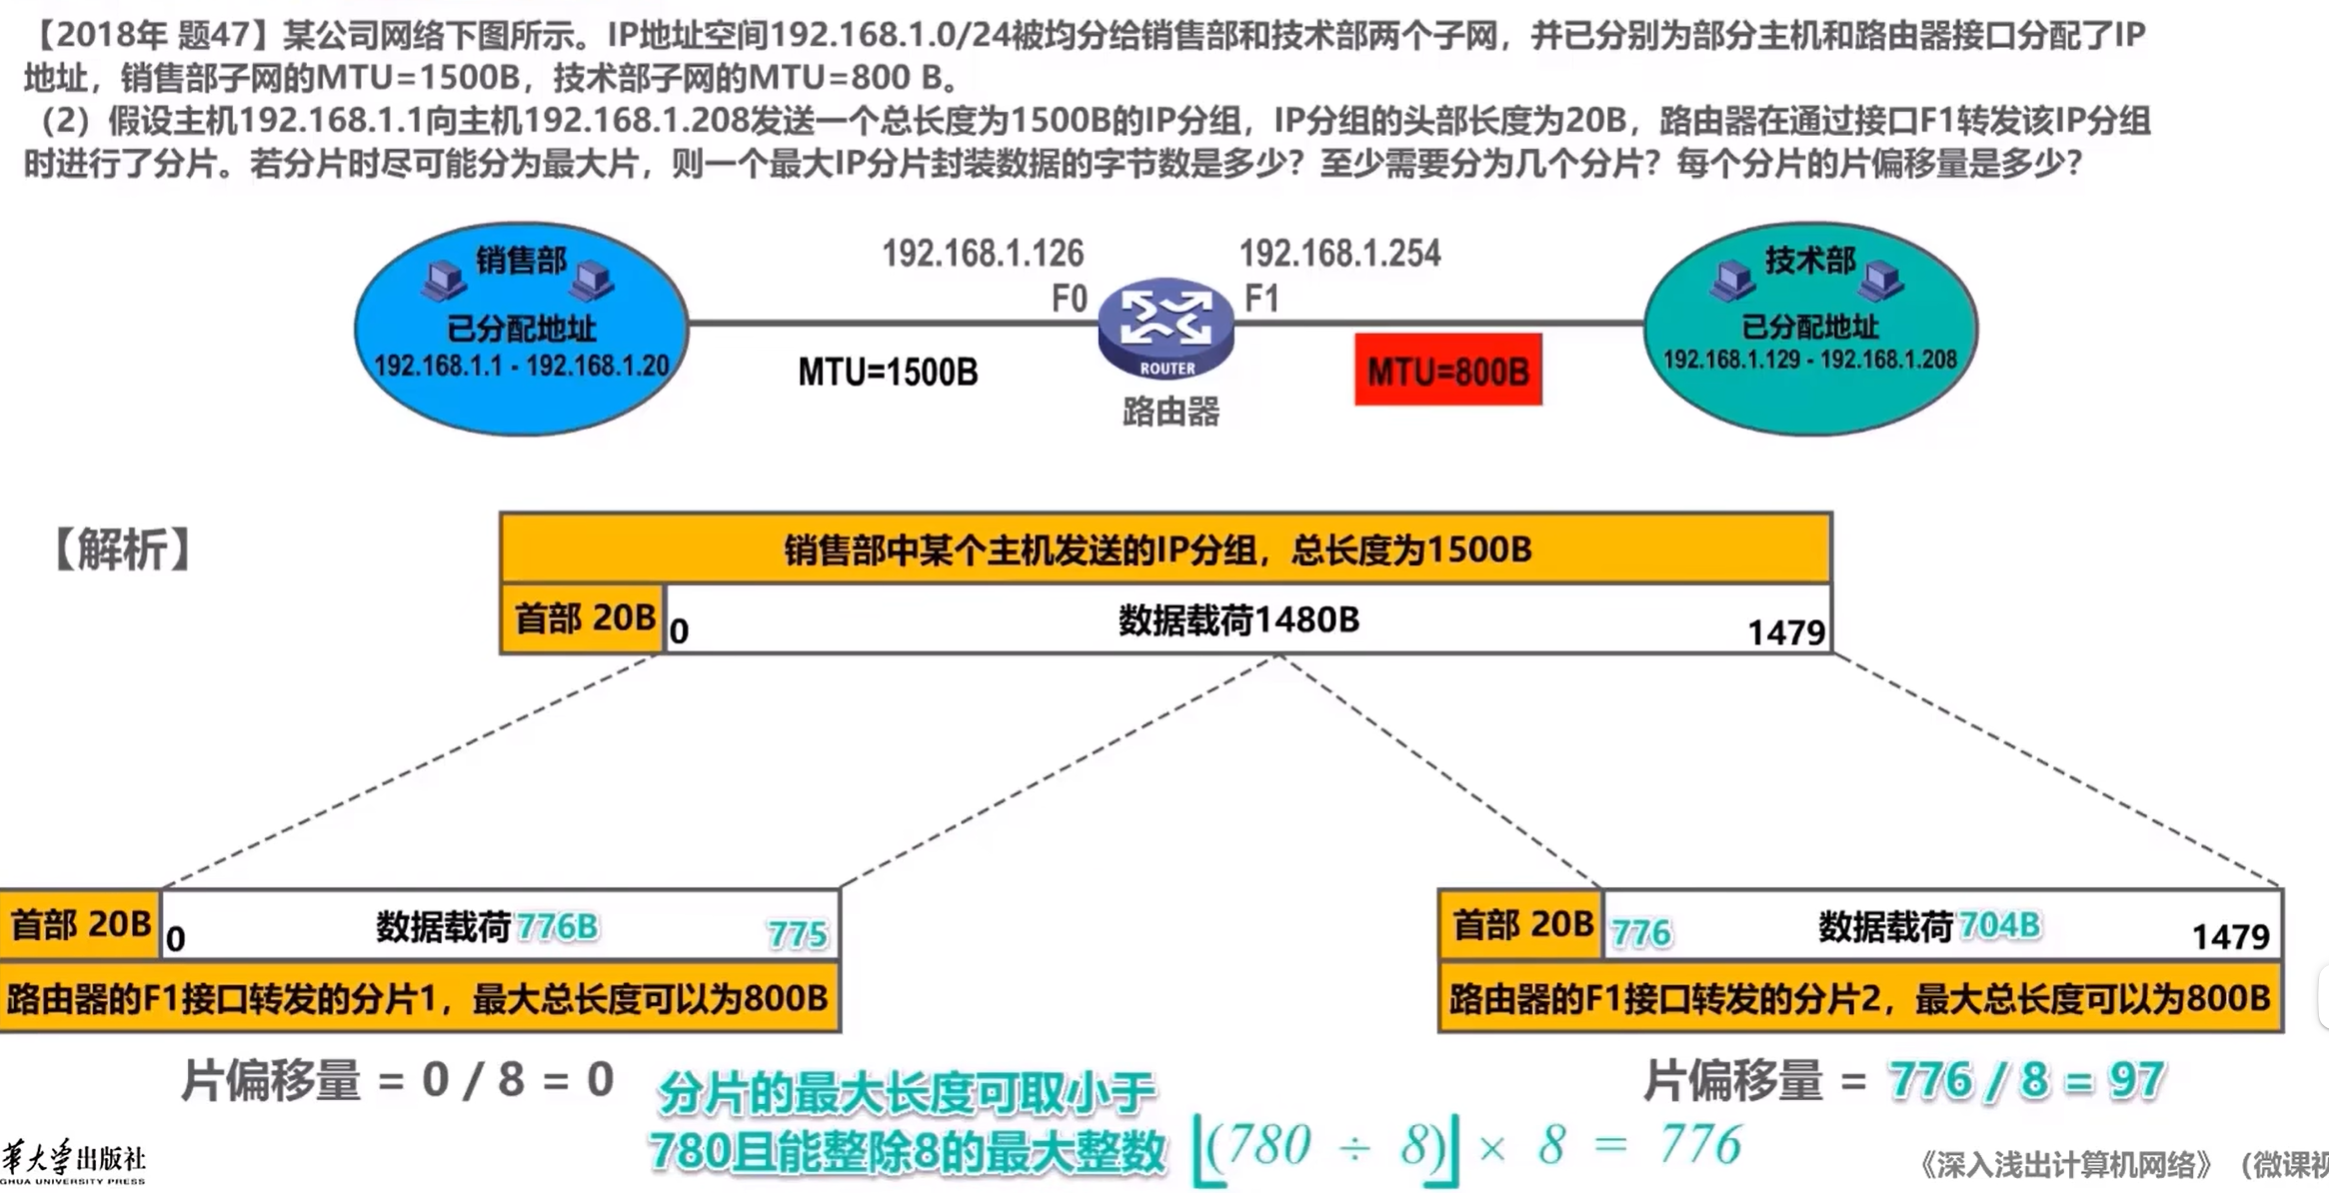 【2018年 题47】某公司网络下图所示。IP地址空间192.168.1.0/24被均分给销售部和技术部两个子网，并已分别为部分主机和路由器接口分配了IP
地址，销售部子网的MTU=1500B，技术部子网的MTU=800 B。
（2）假设主机192.168.1.1向主机192.168.1.208发送一个总长度为1500B的IP分组，IP分组的头部长度为20B，路由器在通过接口F1转发该IP分组
时进行了分片。若分片时尽可能分为最大片，则一个最大IP分片封装数据的字节数是多少？至少需要分为几个分片？每个分片的片偏移量是多少？
销售部
已分配地址
192.168.1.1 - 192.168.1.20
192.168.1.126
F0
MTU=1500B
ROUTER
路由器
192.168.1.254
F1
MTU=800B
技术部
已分配地址
192.168.1.129 - 192.168.1.208
【解析】
销售部中某个主机发送的IP分组，总长度为1500B
首部 20B 0 数据载荷1480B 1479
首部 20B 0 数据载荷 776B 775
路由器的F1接口转发的分片1，最大总长度可以为800B
首部 20B 776 数据载荷 704B 1479
路由器的F1接口转发的分片2，最大总长度可以为800B
片偏移量 = 0 / 8 = 0
片偏移量 = 776 / 8 = 97
分片的最大长度可取小于
780且能整除8的最大整数
⌊(780 ÷ 8)⌋ × 8 = 776
華大学出版社
GHUA UNIVERSITY PRESS
《深入浅出计算机网络》（微课视